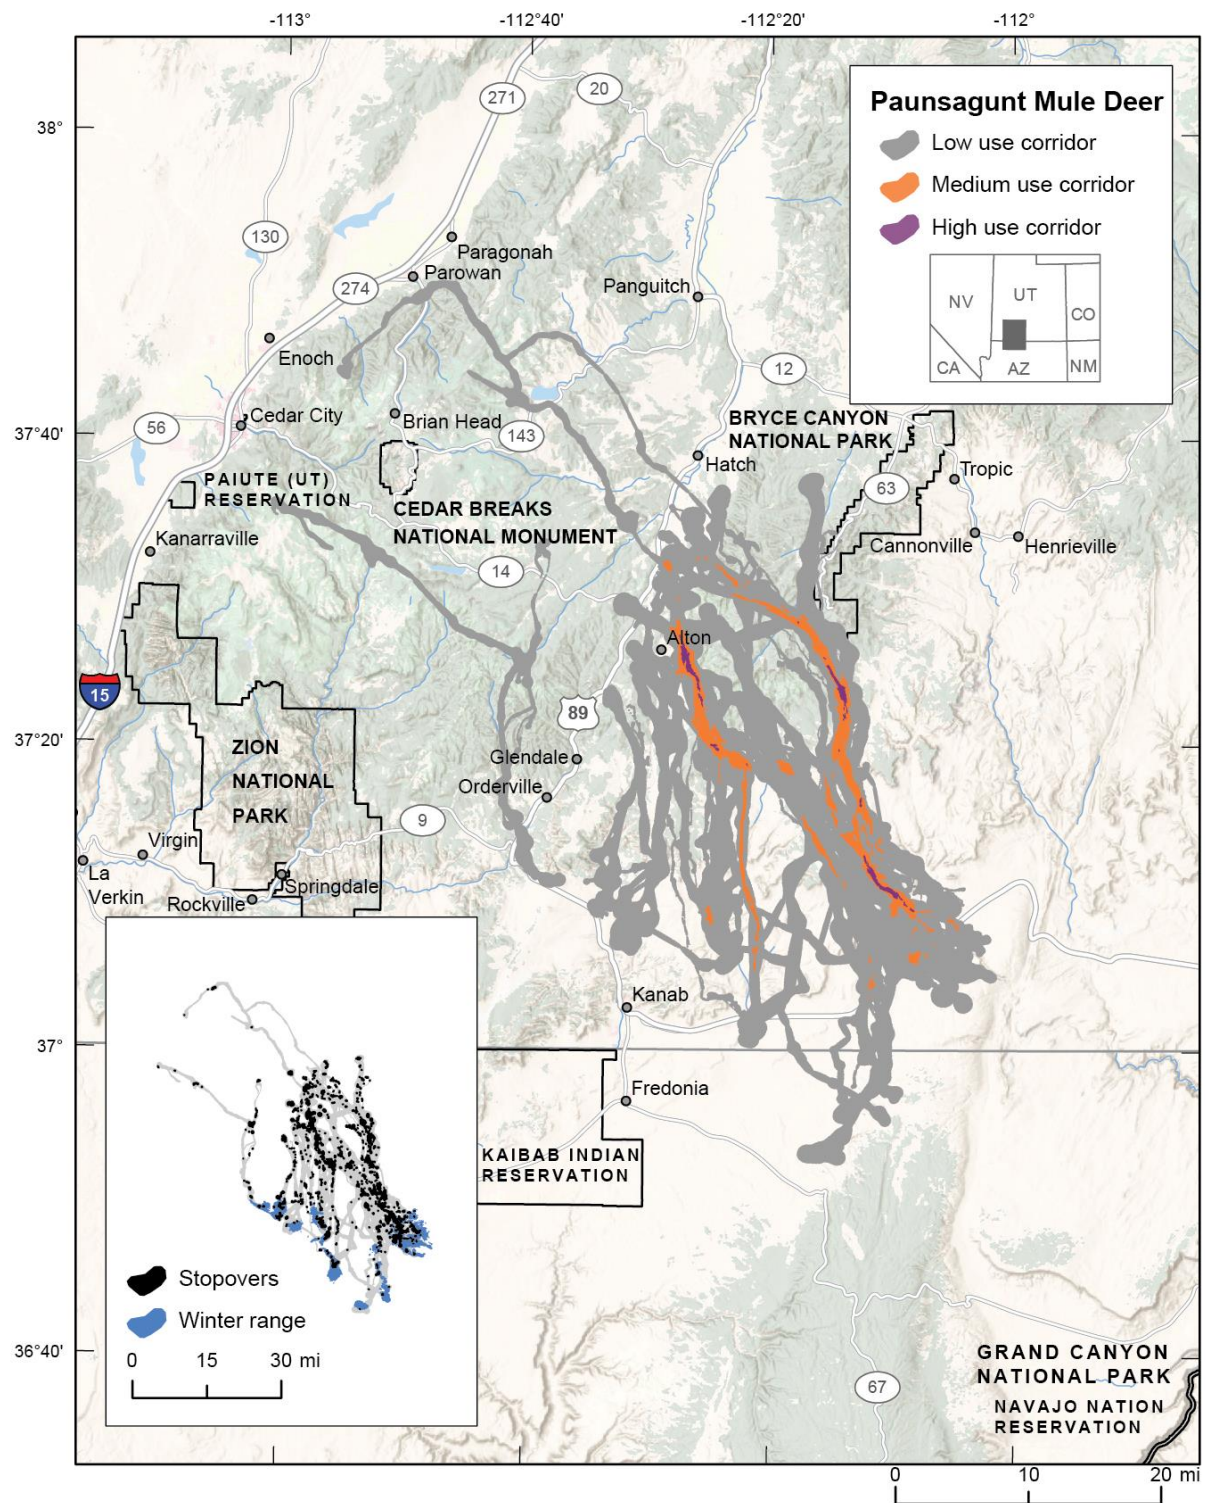 -113°
-112°40'
-112°20'
-112°
38°
37°40'
37°20'
37°
36°40'
Paunsagunt Mule Deer
Low use corridor
Medium use corridor
High use corridor
NV
UT
CO
CA
AZ
NM
271
20
130
Paragonah
Parowan
274
Panguitch
Enoch
12
Cedar City
Brian Head
56
143
BRYCE CANYON
NATIONAL PARK
Hatch
Tropic
63
PAIUTE (UT)
RESERVATION
CEDAR BREAKS
NATIONAL MONUMENT
Kanarraville
Cannonville
Henrieville
14
Alton
15
89
ZION
NATIONAL
PARK
Glendale
Orderville
9
Virgin
La
Verkin
Springdale
Rockville
Kanab
Fredonia
KAIBAB INDIAN
RESERVATION
Stopovers
Winter range
0 15 30 mi
67
GRAND CANYON
NATIONAL PARK
NAVAJO NATION
RESERVATION
0 10 20 mi